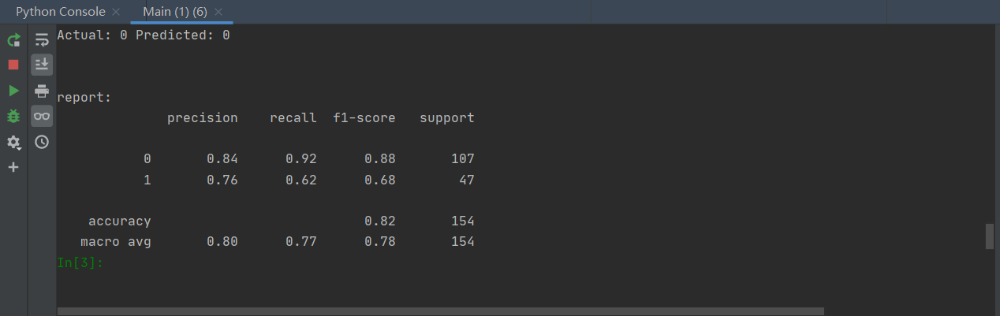 Python Console Main (1) (6)
Actual: 0 Predicted: 0
report:
precision recall f1-score support
0 0.84 0.92 0.88 107
1 0.76 0.62 0.68 47
accuracy 0.82 154
macro avg 0.80 0.77 0.78 154
In[3]: